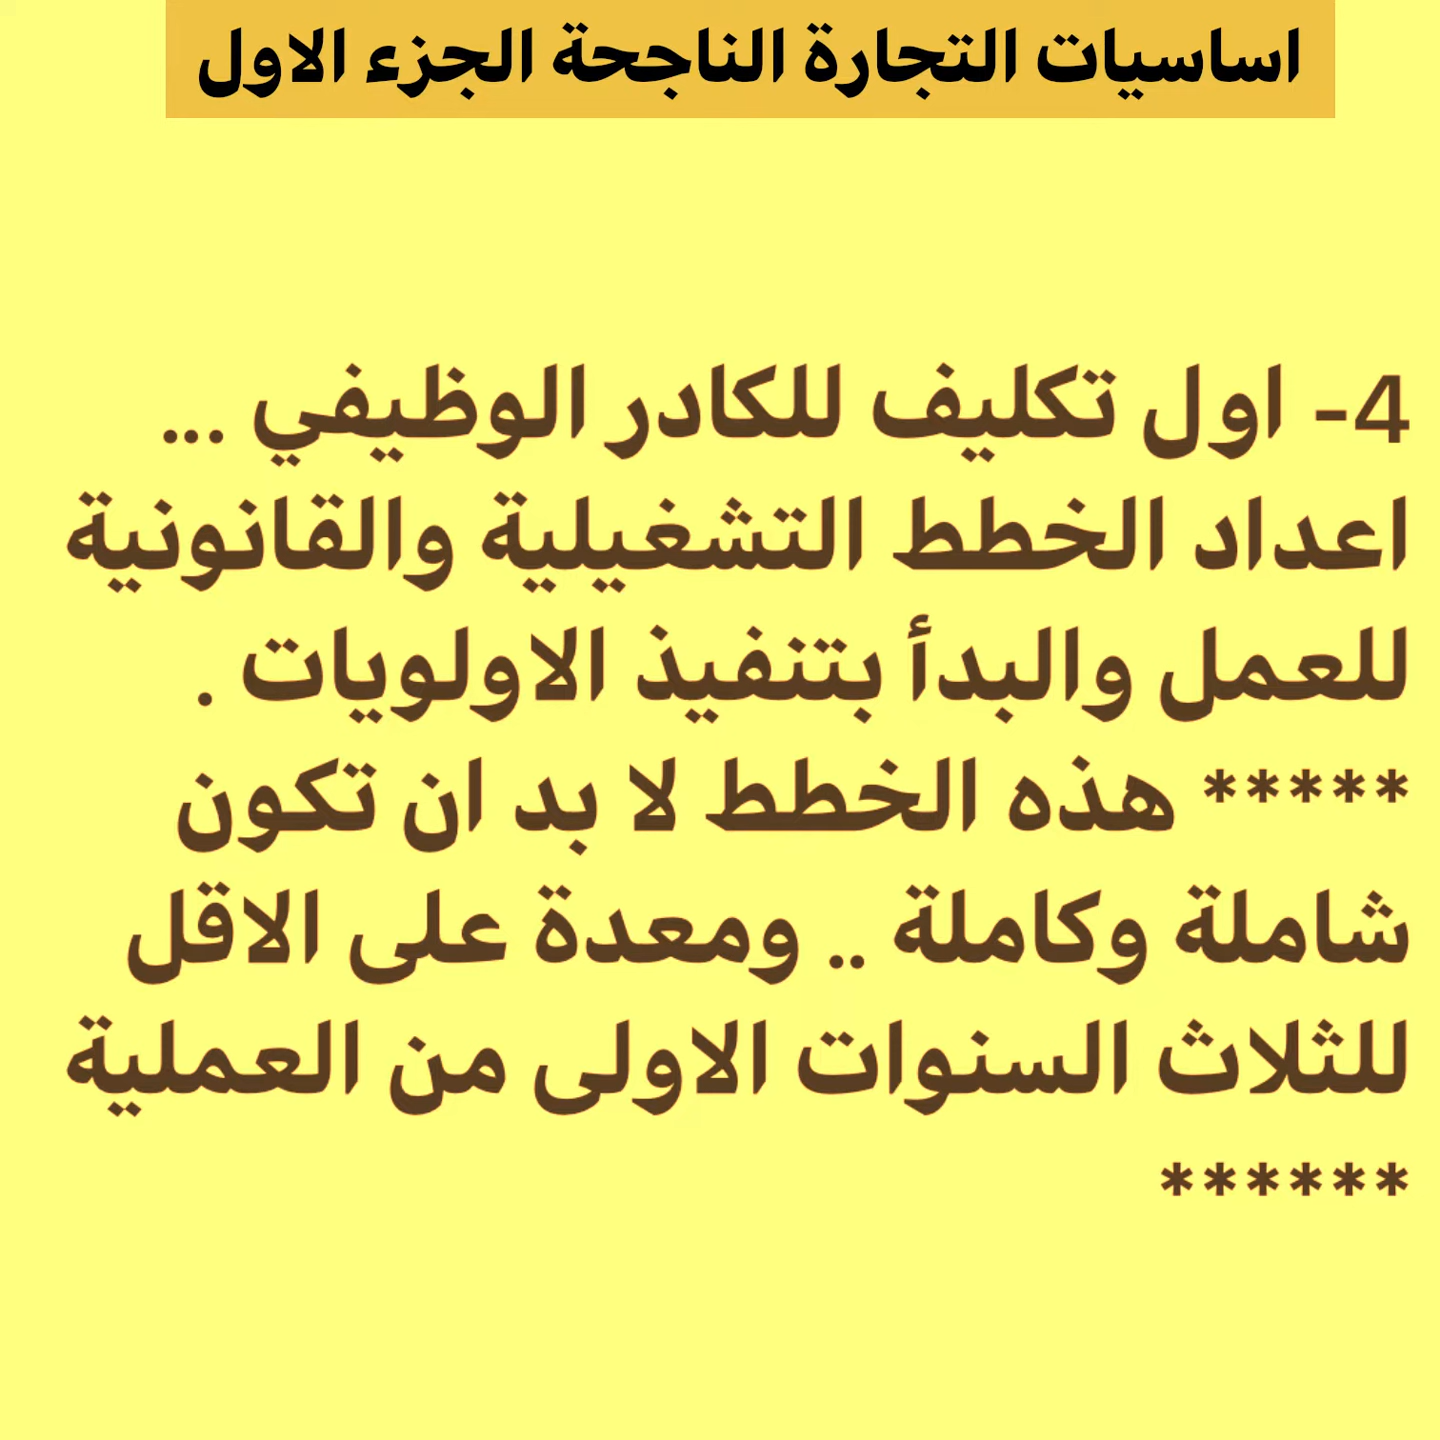 اساسيات التجارة الناجحة الجزء الاول
4- اول تكليف للكادر الوظيفي ...
اعداد الخطط التشغيلية والقانونية
للعمل والبدأ بتنفيذ الاولويات .
***** هذه الخطط لا بد ان تكون
شاملة وكاملة .. ومعدة على الاقل
للثلاث السنوات الاولى من العملية
******